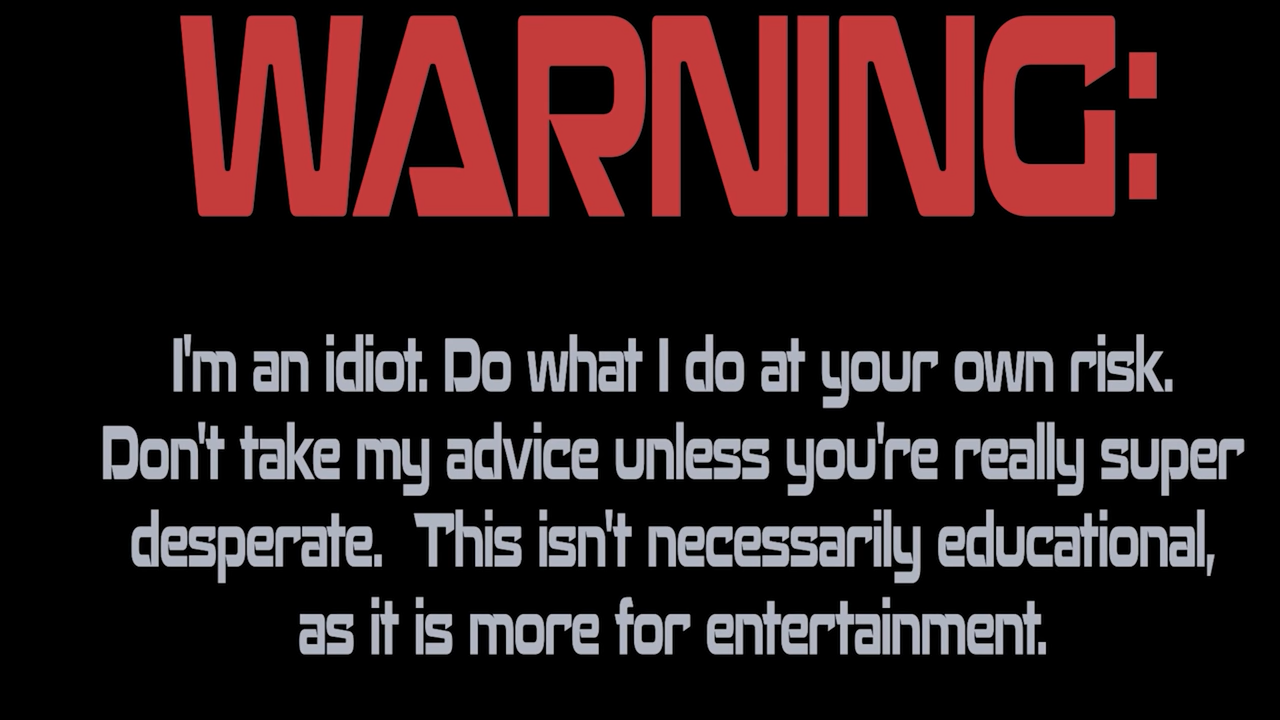 WARNING:
I'm an idiot. Do what I do at your own risk.
Don't take my advice unless you're really super
desperate.  This isn't necessarily educational,
as it is more for entertainment.